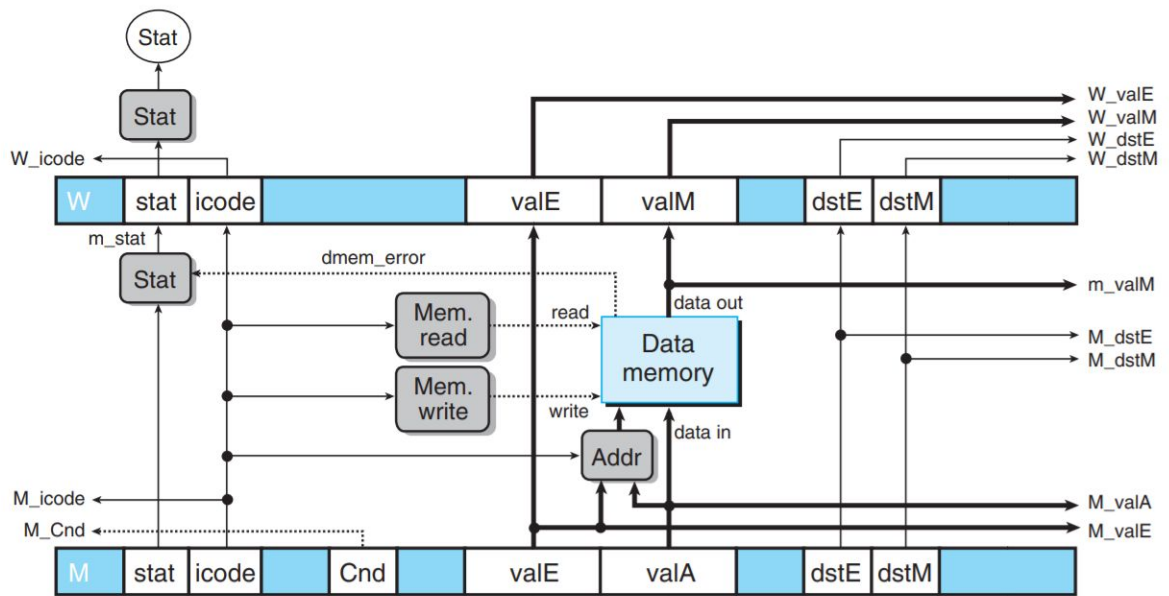 Stat
Stat
W_valE
W_valM
W_dstE
W_dstM
W_icode
W stat icode valE valM dstE dstM
m_stat
dmem_error
Stat
m_valM
data out
Mem.
read
read
Data
memory
M_dstE
M_dstM
Mem.
write
write
data in
Addr
M_icode
M_valA
M_Cnd
M_valE
M stat icode Cnd valE valA dstE dstM